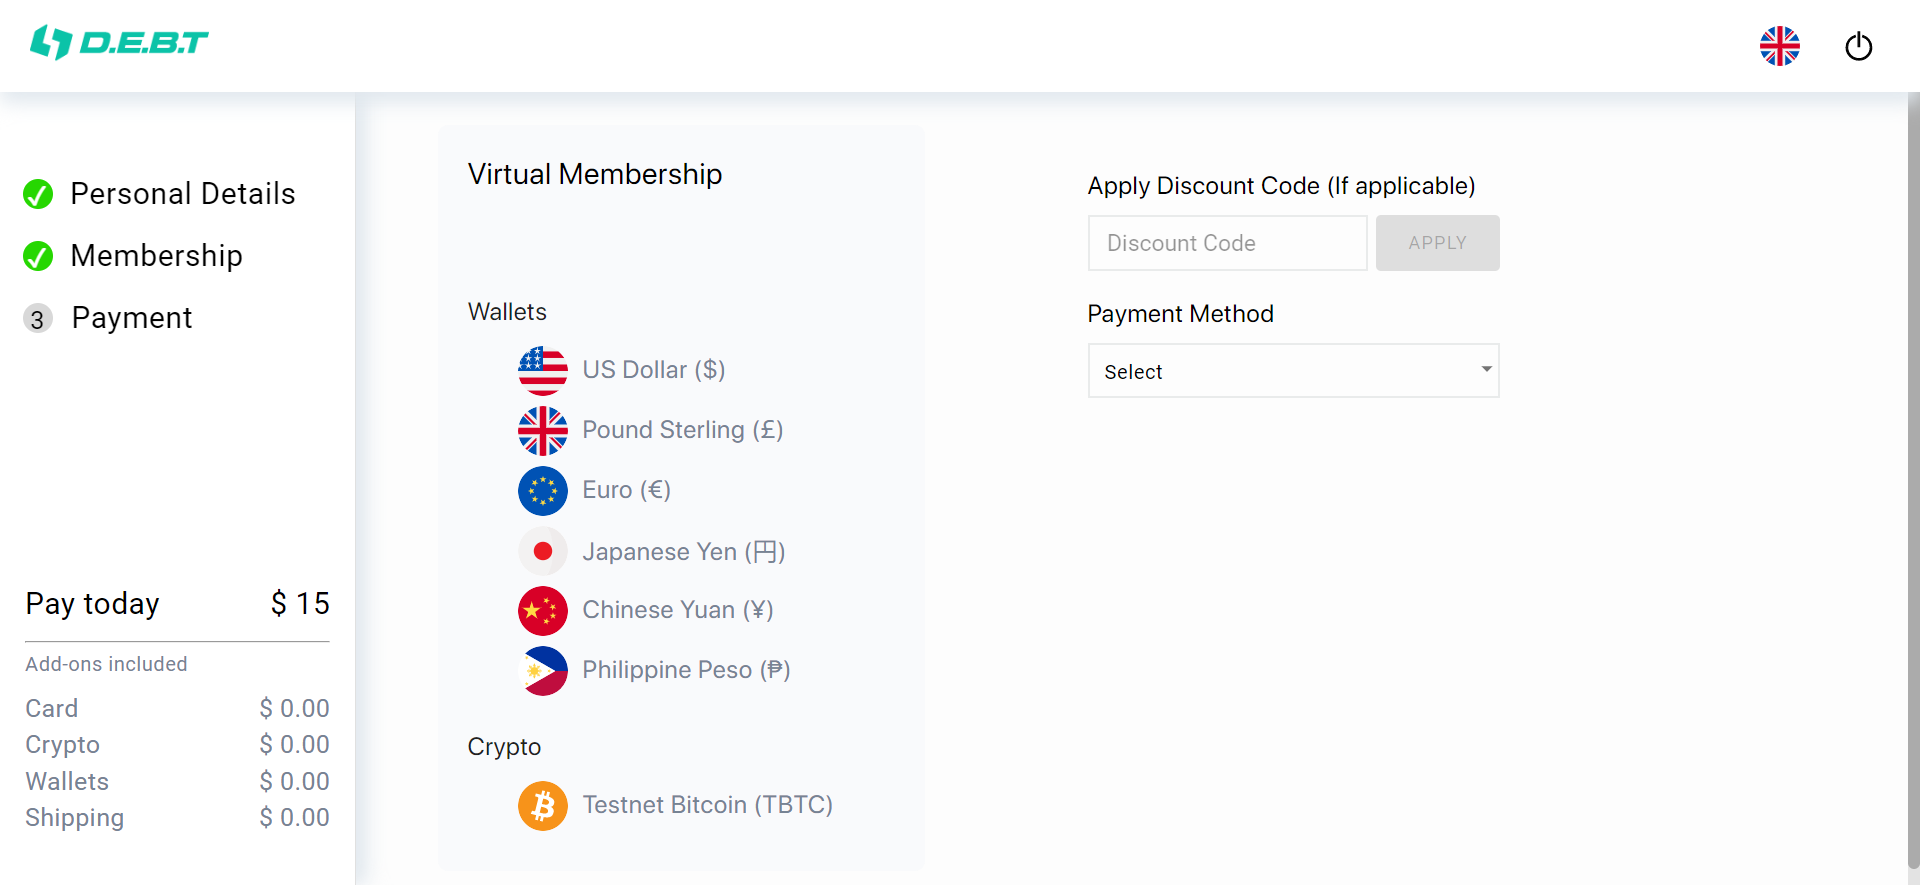 D.E.B.T
Personal Details
Membership
3 Payment
Pay today $ 15
Add-ons included
Card $ 0.00
Crypto $ 0.00
Wallets $ 0.00
Shipping $ 0.00
Virtual Membership
Wallets
US Dollar ($)
Pound Sterling (£)
Euro (€)
Japanese Yen (円)
Chinese Yuan (¥)
Philippine Peso (₱)
Crypto
Testnet Bitcoin (TBTC)
Apply Discount Code (If applicable)
Discount Code APPLY
Payment Method
Select